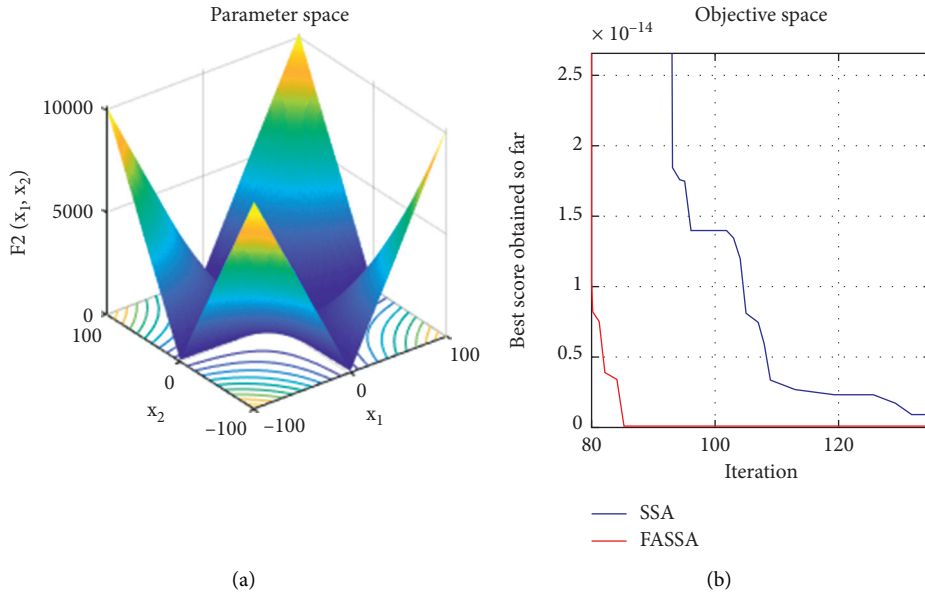 Parameter space
10000
5000
0
F2 (x1, x2)
100
0
–100
x2
–100
0
100
x1
(a)
Objective space
× 10–14
2.5
2
1.5
1
0.5
0
Best score obtained so far
80
100
120
Iteration
SSA
FASSA
(b)